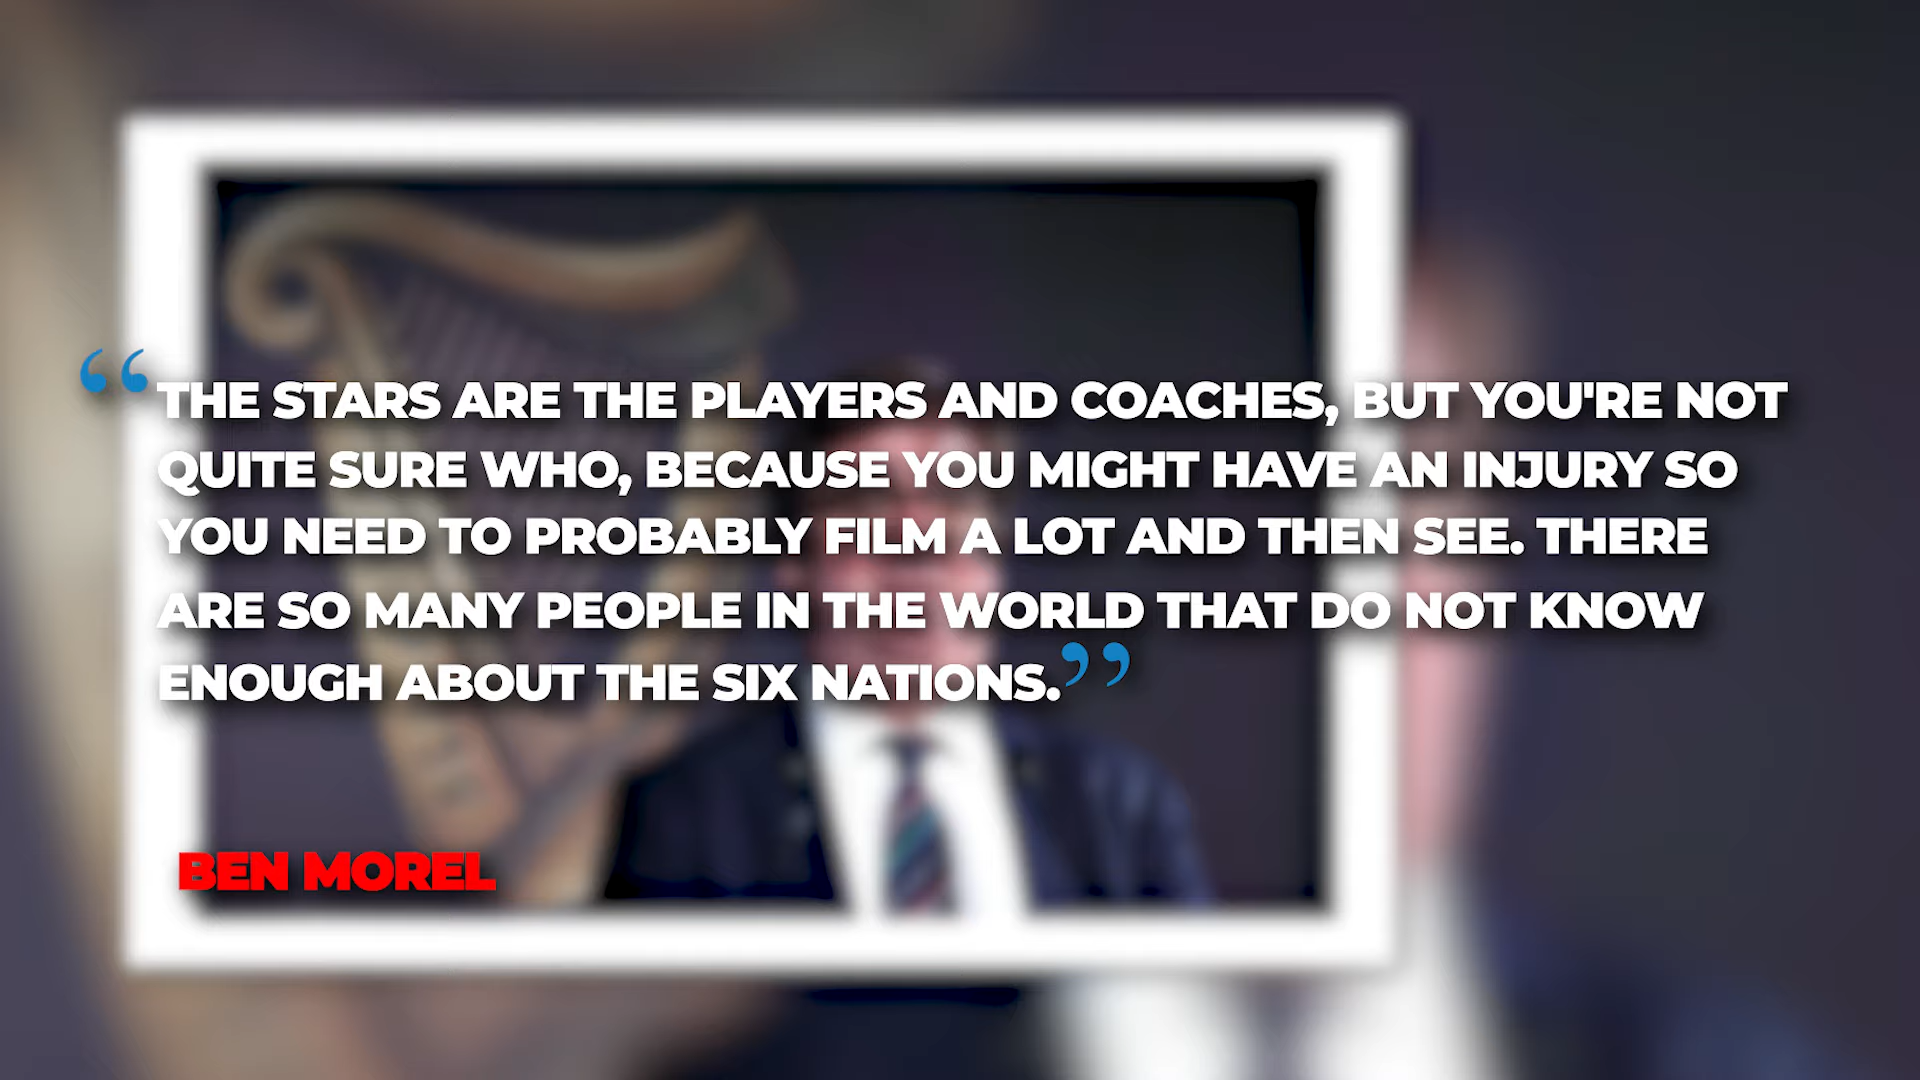 “THE STARS ARE THE PLAYERS AND COACHES, BUT YOU'RE NOT
QUITE SURE WHO, BECAUSE YOU MIGHT HAVE AN INJURY SO
YOU NEED TO PROBABLY FILM A LOT AND THEN SEE. THERE
ARE SO MANY PEOPLE IN THE WORLD THAT DO NOT KNOW
ENOUGH ABOUT THE SIX NATIONS.”
BEN MOREL